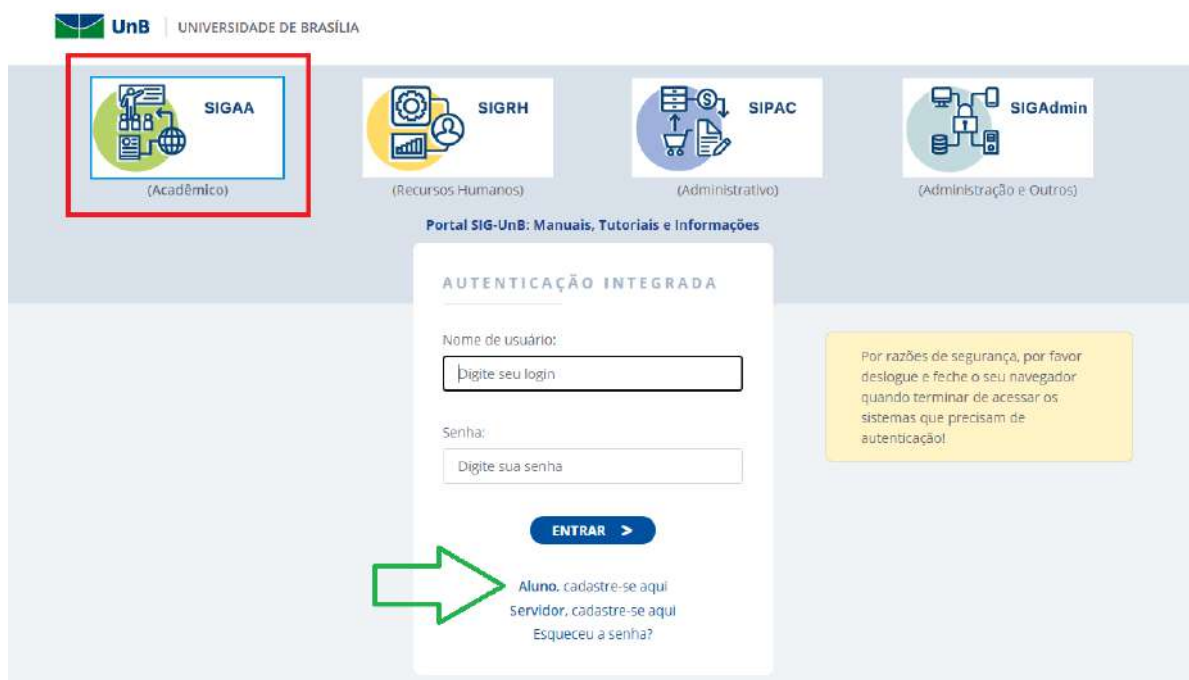 UnB UNIVERSIDADE DE BRASÍLIA
SIGAA
SIGRH
SIPAC
SIGAdmin
(Acadêmico)
(Recursos Humanos)
(Administrativo)
(Administração e Outros)
Portal SIG-UnB: Manuais, Tutoriais e Informações
AUTENTICAÇÃO INTEGRADA
Nome de usuário:
Digite seu login
Senha:
Digite sua senha
ENTRAR >
Aluno, cadastre-se aqui
Servidor, cadastre-se aqui
Esqueceu a senha?
Por razões de segurança, por favor
deslogue e feche o seu navegador
quando terminar de acessar os
sistemas que precisam de
autenticação!